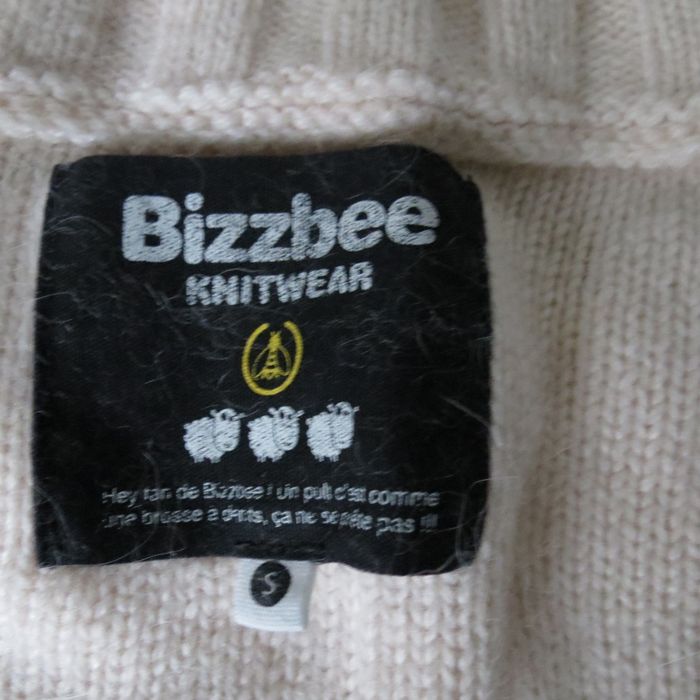 Bizzbee
KNITWEAR
Hey fan de Bizzbee ! Un pull c'est comme
une brosse à dents, ça ne se prête pas !!!
S